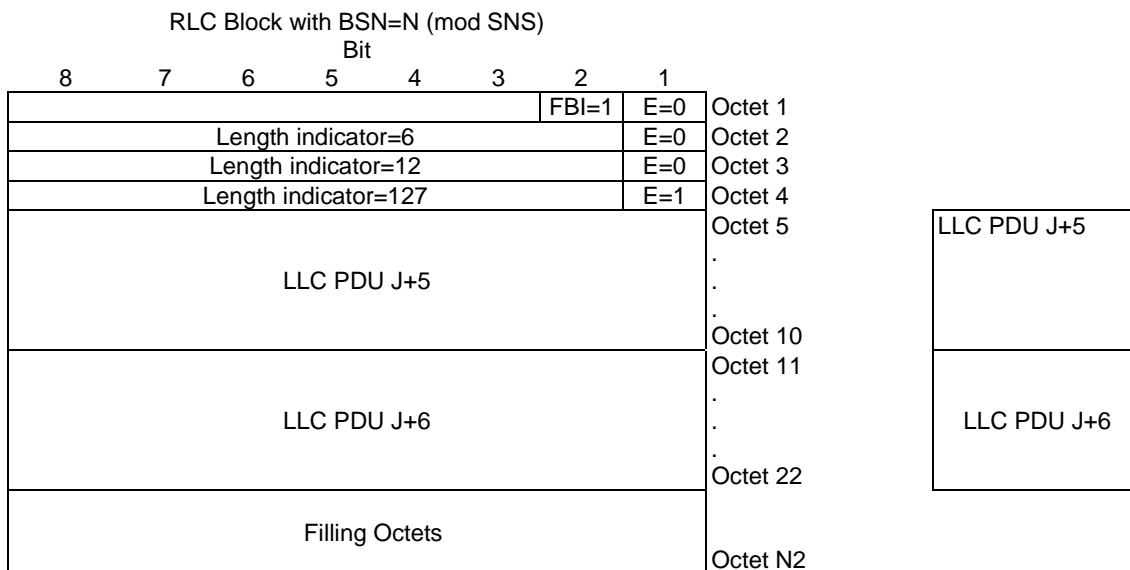 RLC Block with BSN=N (mod SNS)
Bit
8 7 6 5 4 3 2 1
FBI=1 E=0 Octet 1
Length indicator=6 E=0 Octet 2
Length indicator=12 E=0 Octet 3
Length indicator=127 E=1 Octet 4
Octet 5 LLC PDU J+5
.
LLC PDU J+5 .
.
Octet 10
Octet 11
.
LLC PDU J+6 . LLC PDU J+6
.
Octet 22
Filling Octets
Octet N2